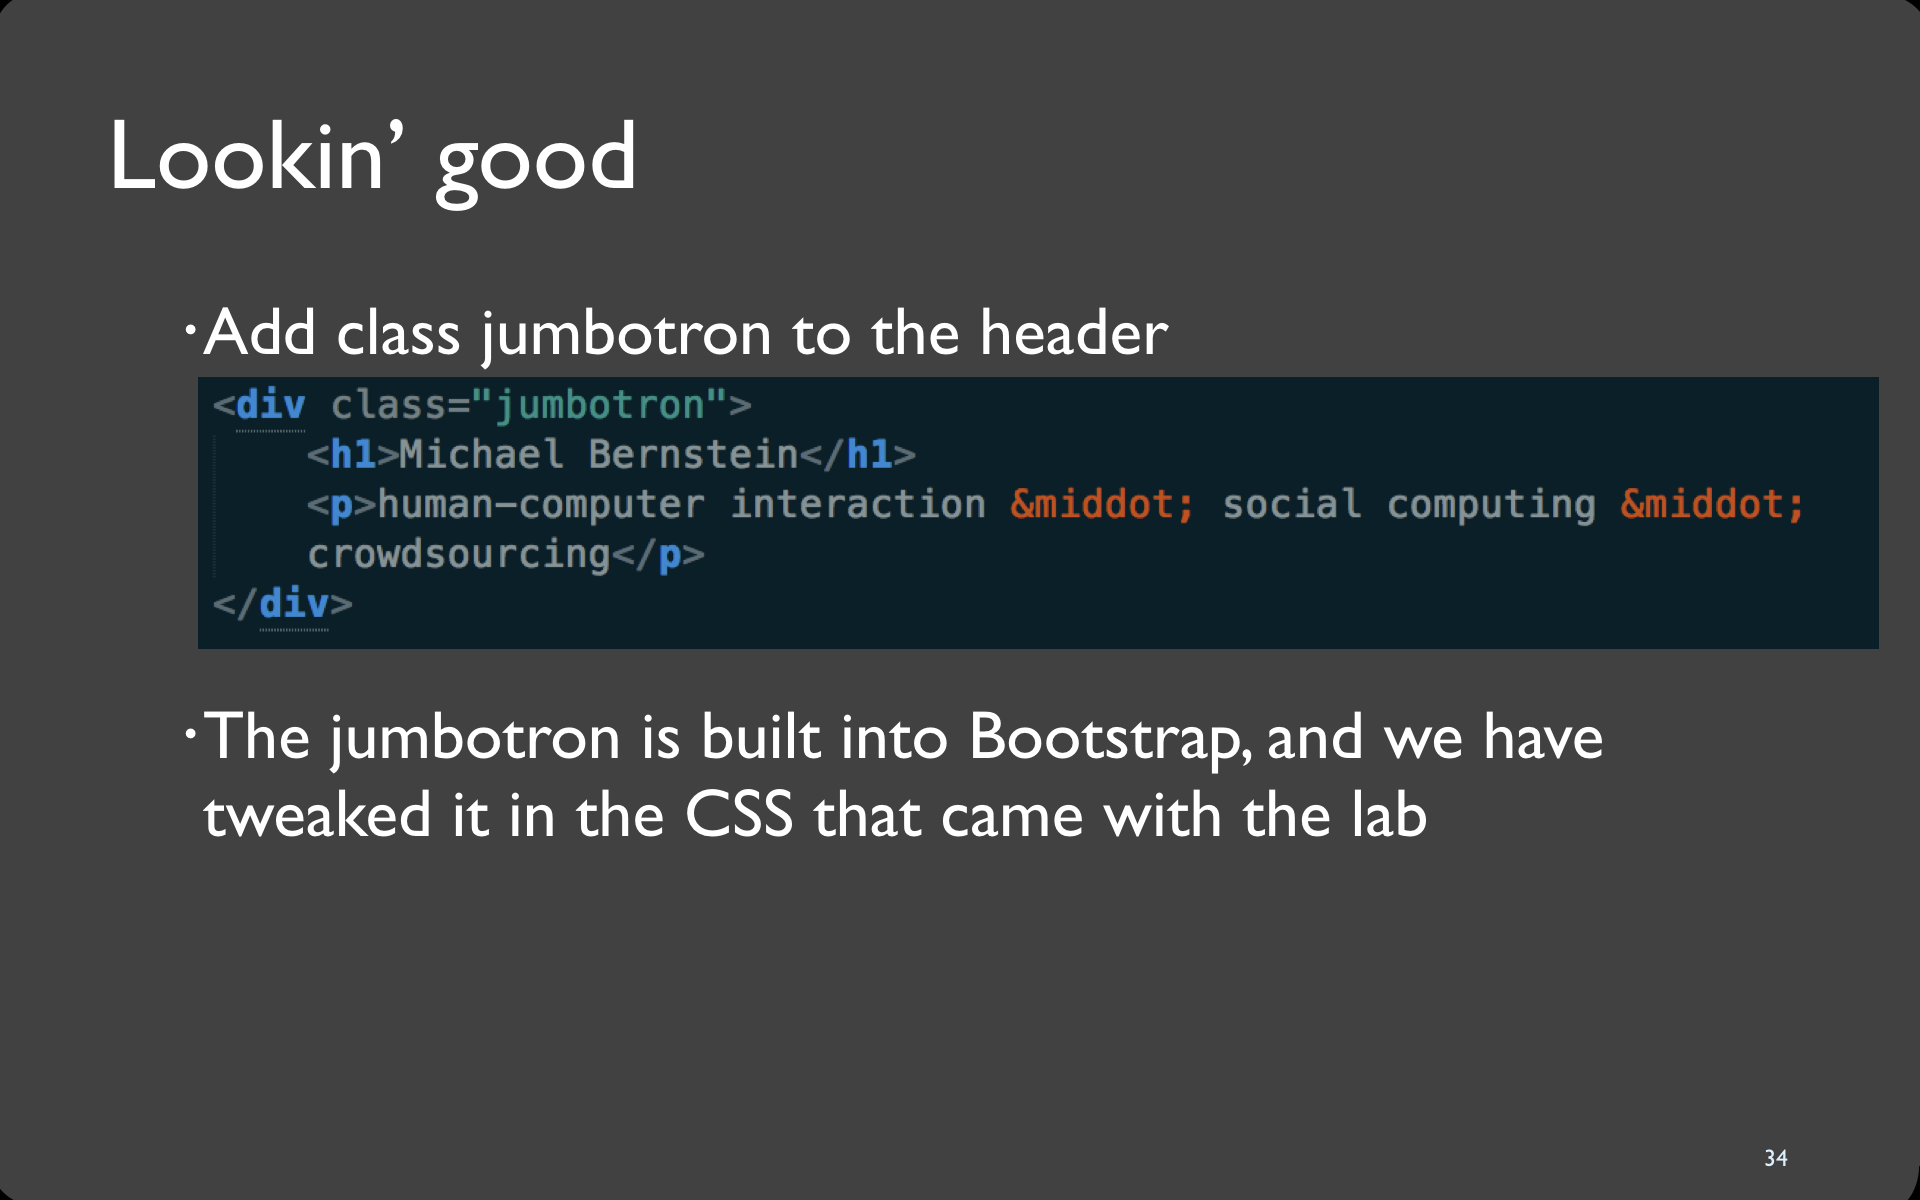 Lookin’ good
·Add class jumbotron to the header
<div class="jumbotron">
<h1>Michael Bernstein</h1>
<p>human-computer interaction &middot; social computing &middot;
crowdsourcing</p>
</div>
·The jumbotron is built into Bootstrap, and we have
tweaked it in the CSS that came with the lab
34